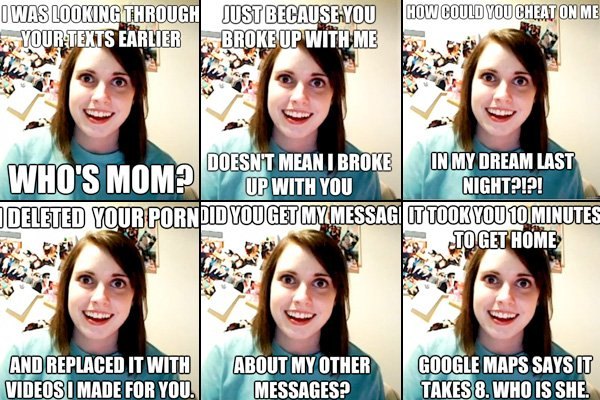 I WAS LOOKING THROUGH
YOUR TEXTS EARLIER
WHO'S MOM?
JUST BECAUSE YOU
BROKE UP WITH ME
DOESN'T MEAN I BROKE
UP WITH YOU
HOW COULD YOU CHEAT ON ME
IN MY DREAM LAST
NIGHT?!?!
I DELETED YOUR PORN
AND REPLACED IT WITH
VIDEOS I MADE FOR YOU.
DID YOU GET MY MESSAG
ABOUT MY OTHER
MESSAGES?
IT TOOK YOU 10 MINUTES
TO GET HOME
GOOGLE MAPS SAYS IT
TAKES 8. WHO IS SHE.